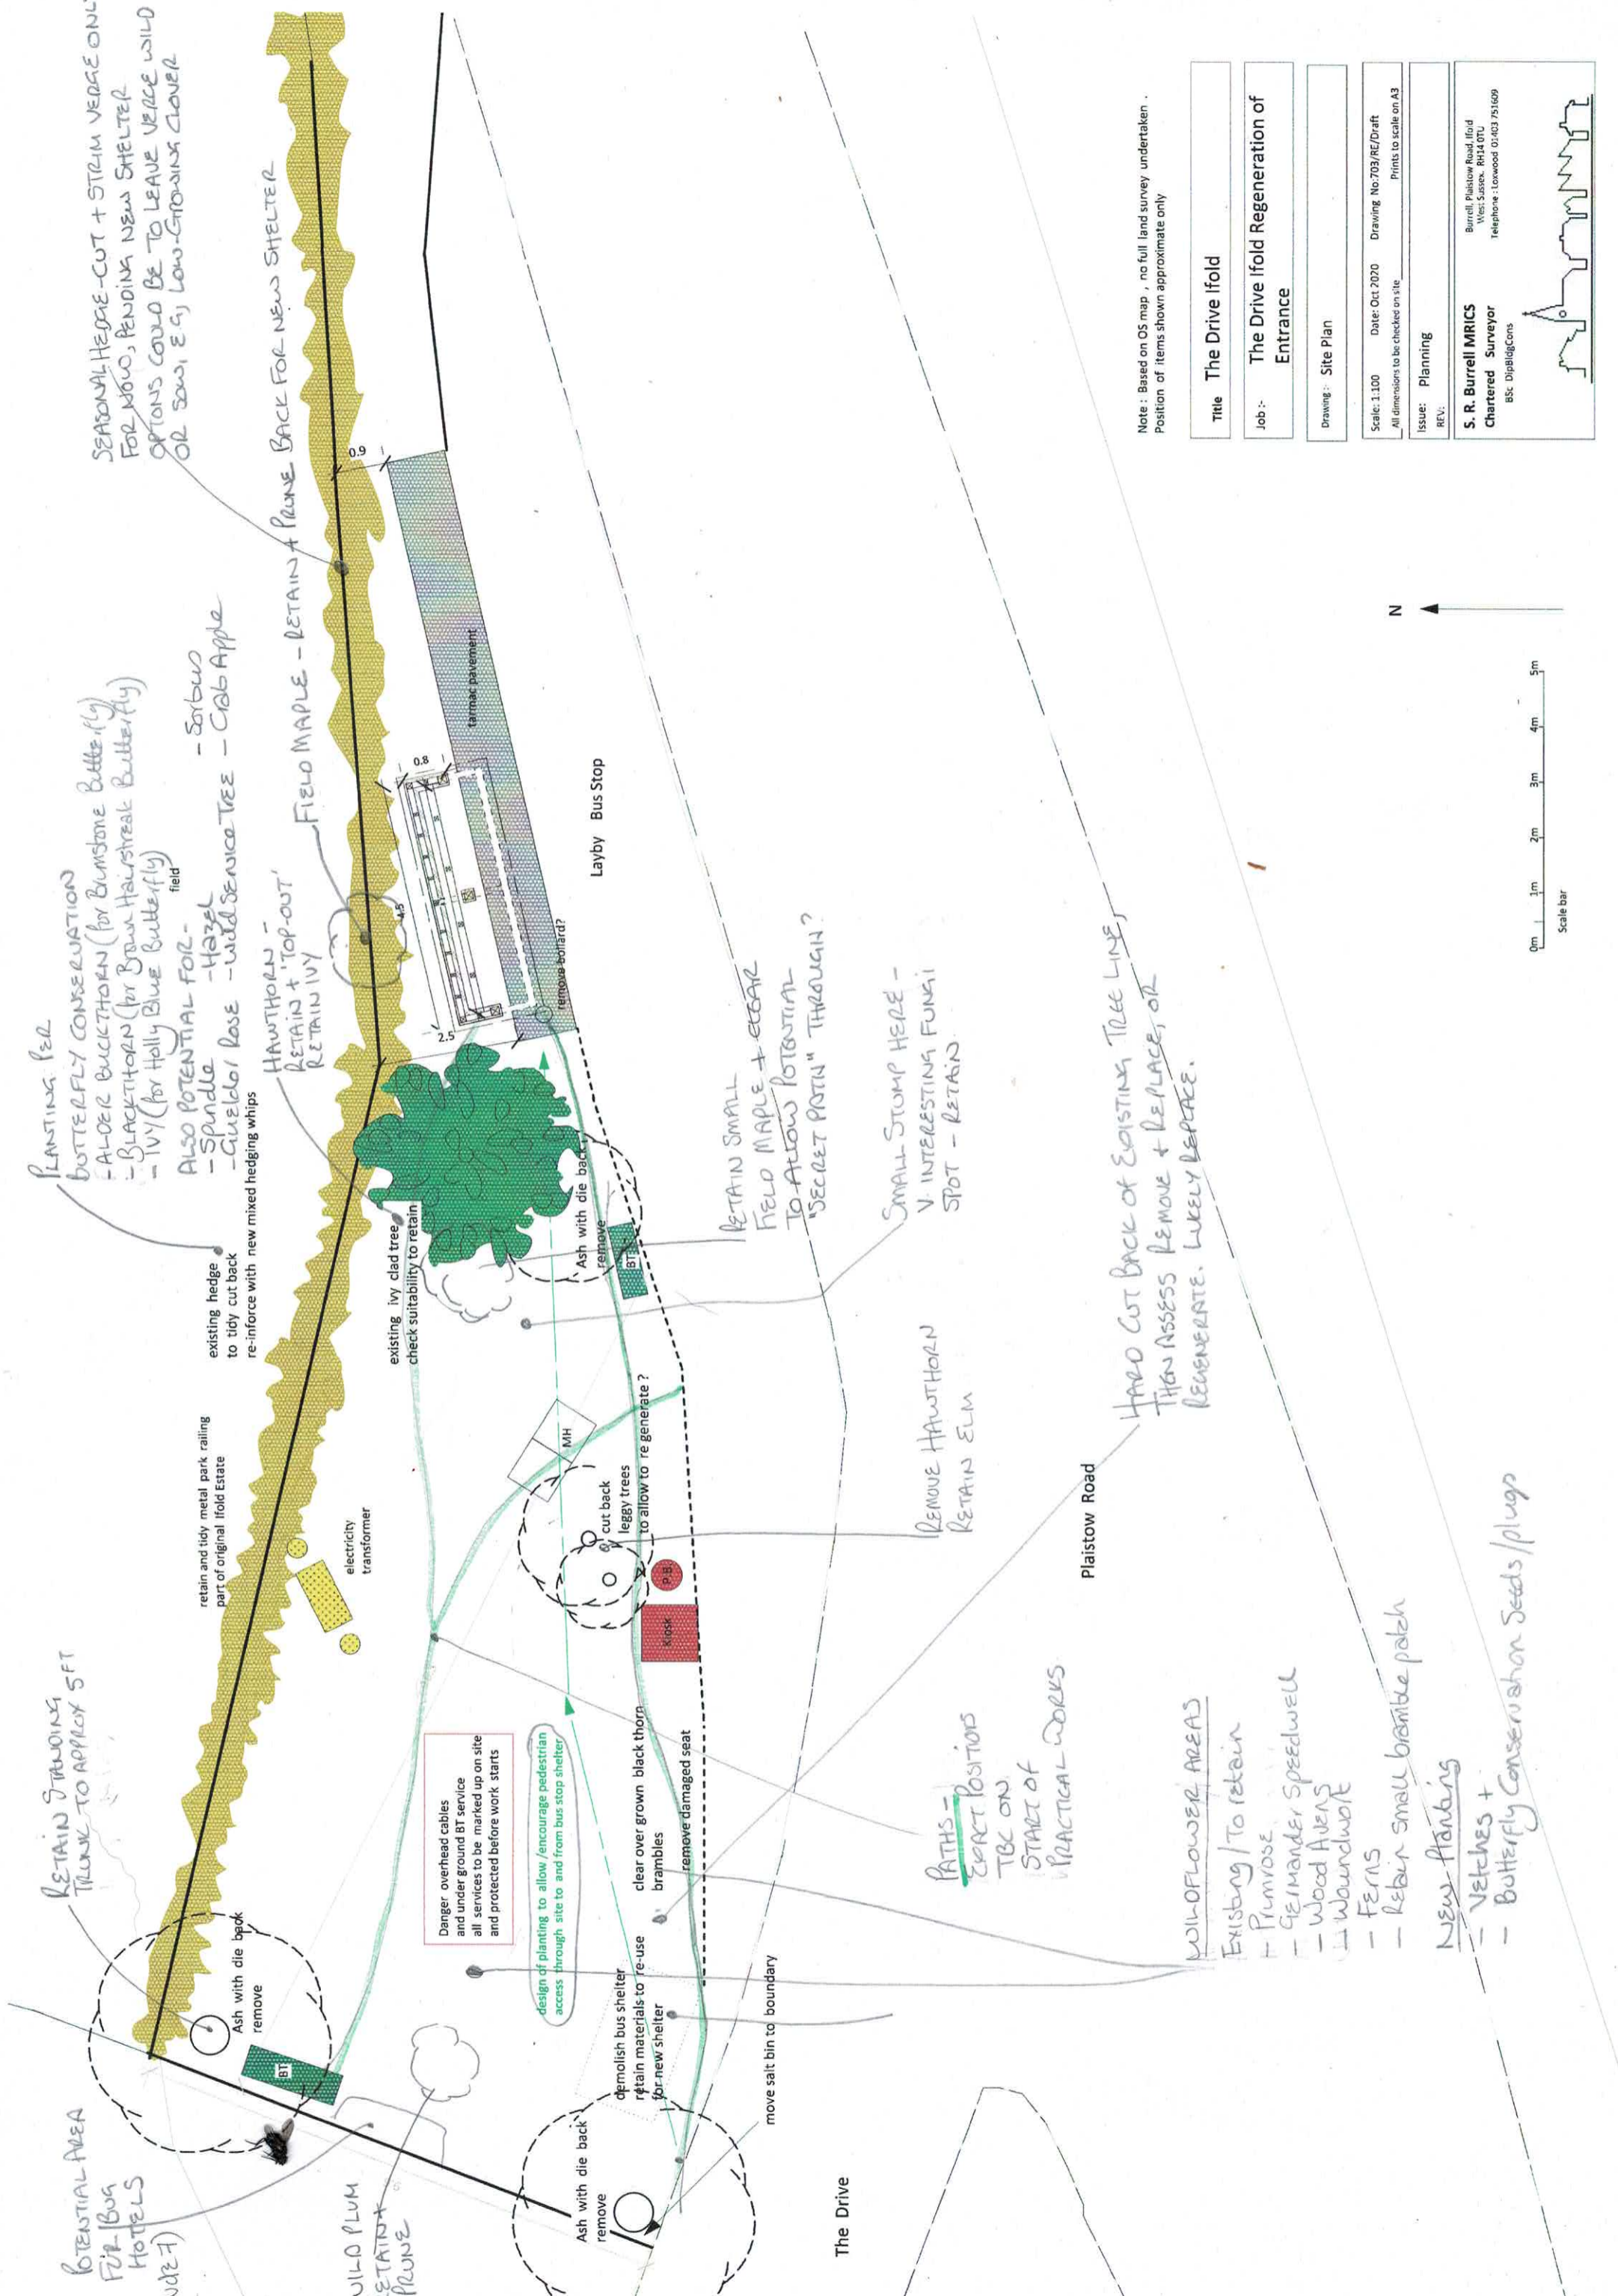 SEASONAL HEDGE-CUT + STRIM VERGE ONLY
FOR NOW, PENDING NEW SHELTER
OPTIONS COULD BE TO LEAVE VERGE WILD
OR SOW, E.G, LOW-GROWING CLOVER
PLANTING PER
BUTTERFLY CONSERVATION
- ALDER BUCKTHORN (for Brimstone Butterfly)
- BLACKTHORN (for Brown Hairstreak Butterfly)
- IVY (for Holly Blue Butterfly)
field
ALSO POTENTIAL FOR -
- Spindle - Hazel - Sorbus
- Guelder Rose - Wild Service Tree - Crab Apple
existing hedge
to tidy cut back
re-inforce with new mixed hedging whips
HAWTHORN -
RETAIN + 'TOP-OUT'
RETAIN IVY
FIELD MAPLE - RETAIN + PRUNE BACK FOR NEW SHELTER
RETAIN STANDING
TRUNK TO APPROX 5FT
retain and tidy metal park railing
part of original Ifold Estate
electricity
transformer
existing ivy clad tree
check suitability to retain
POTENTIAL AREA
FOR BUG
HOTELS
Ash with die back
remove
BT
WILD PLUM
RETAIN +
PRUNE
Danger overhead cables
and under ground BT service
all services to be marked up on site
and protected before work starts
design of planting to allow /encourage pedestrian
access through site to and from bus stop shelter
demolish bus shelter
retain materials to re-use
for new shelter
clear over grown black thorn
brambles
remove damaged seat
Ash with die back
remove
move salt bin to boundary
The Drive
Kiosk
P.B
cut back
leggy trees
to allow to re generate ?
MH
Ash with die back
remove
BT
2.5
4.5
0.8
0.9
remove bollard?
tarmac pavement
Layby Bus Stop
RETAIN SMALL
FIELD MAPLE + CLEAR
TO ALLOW POTENTIAL
"SECRET PATH" THROUGH?
SMALL STUMP HERE -
V. INTERESTING FUNGI
SPOT - RETAIN
REMOVE HAWTHORN
RETAIN ELM
HARD CUT BACK OF EXISTING TREE LINE,
THEN ASSESS REMOVE + REPLACE, OR
REGENERATE. LIKELY REPLACE.
PATHS -
EXACT POSITIONS
TBC ON
START OF
PRACTICAL WORKS
Plaistow Road
WILDFLOWER AREAS
Existing/To retain
- Primrose
- Germander Speedwell
- Wood Avens
- Woundwort
- Ferns
- Retain small bramble patch
NEW Planting
- Vetches +
- Butterfly Conservation Seeds/plugs
0m 1m 2m 3m 4m 5m
Scale bar
N
Note : Based on OS map , no full land survey undertaken .
Position of items shown approximate only
Title The Drive Ifold
Job :- The Drive Ifold Regeneration of
Entrance
Drawing :- Site Plan
Scale: 1:100 Date: Oct 2020 Drawing No:703/RE/Draft
All dimensions to be checked on site Prints to scale on A3
Issue: Planning
REV:
S. R. Burrell MRICS
Chartered Surveyor
BSc DipBldgCons
Burrell, Plaistow Road, Ifold
West Sussex. RH14 0TU
Telephone : Loxwood 01403 751609